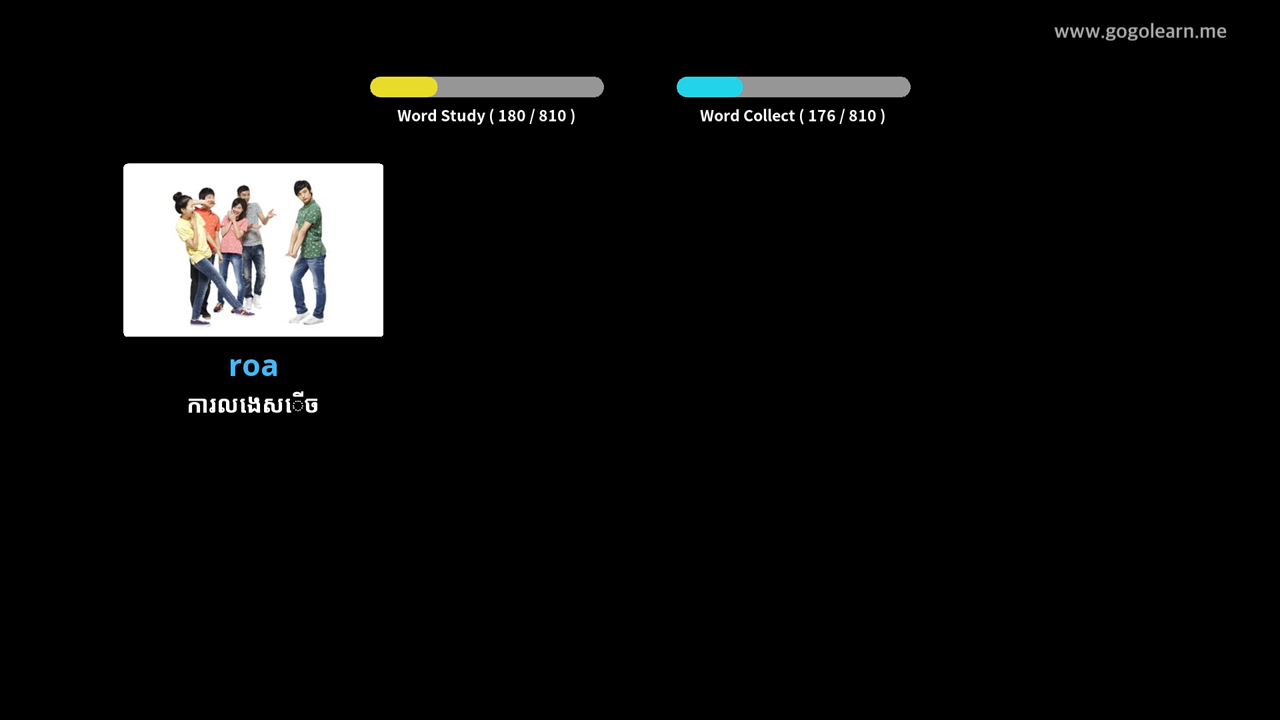 www.gogolearn.me
Word Study ( 180 / 810 )
Word Collect ( 176 / 810 )
roa
ការលងេសើច